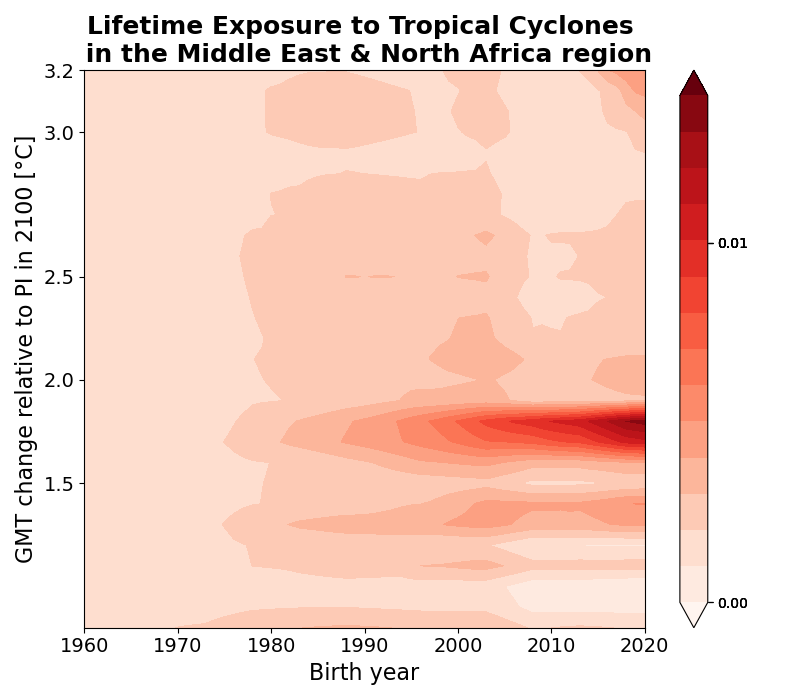 Lifetime Exposure to Tropical Cyclones
in the Middle East & North Africa region
GMT change relative to PI in 2100 [°C]
3.2
3.0
2.5
2.0
1.5
1960 1970 1980 1990 2000 2010 2020
Birth year
0.01
0.00